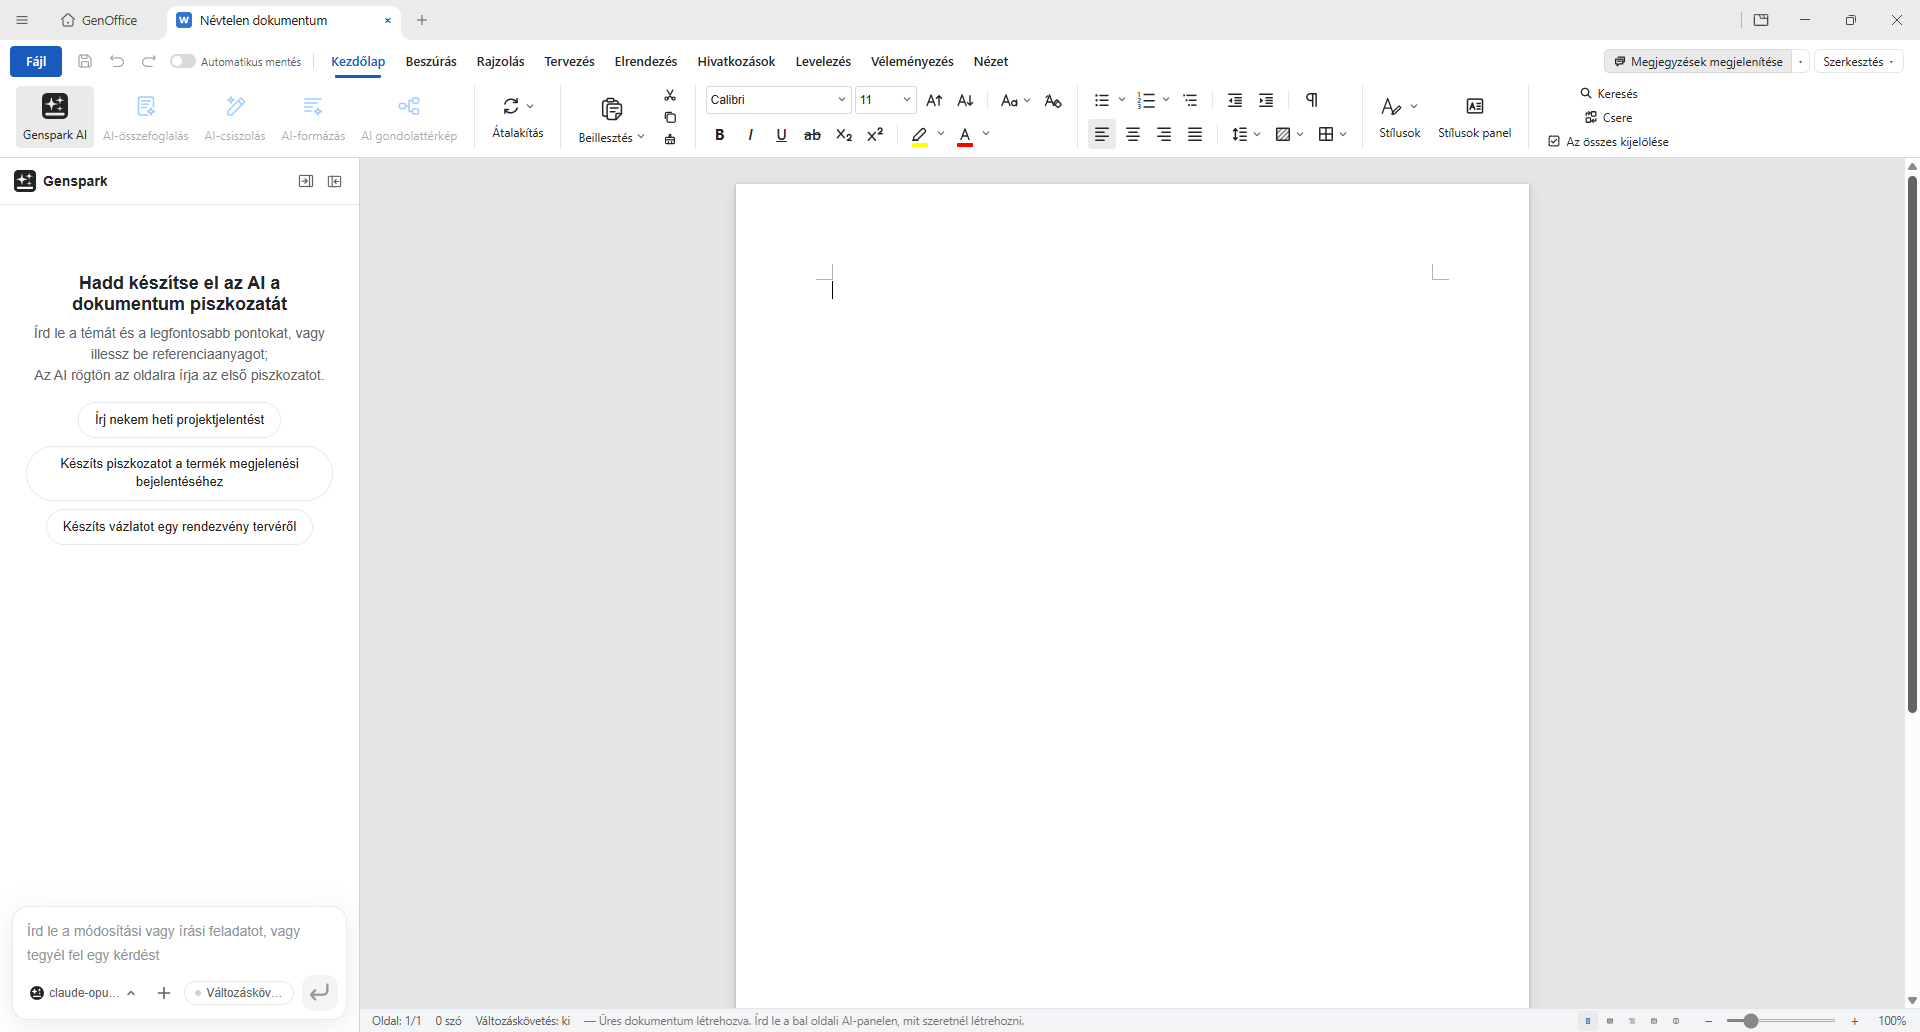 GenOffice
Névtelen dokumentum
Fájl
Automatikus mentés
Kezdőlap
Beszúrás
Rajzolás
Tervezés
Elrendezés
Hivatkozások
Levelezés
Véleményezés
Nézet
Megjegyzések megjelenítése
Szerkesztés
Genspark AI
AI-összefoglalás
AI-csiszolás
AI-formázás
AI gondolattérkép
Átalakítás
Beillesztés
Calibri
11
Stílusok
Stílusok panel
Keresés
Csere
Az összes kijelölése
Genspark
Hadd készítse el az AI a
dokumentum piszkozatát
Írd le a témát és a legfontosabb pontokat, vagy
illessz be referenciaanyagot;
Az AI rögtön az oldalra írja az első piszkozatot.
Írj nekem heti projektjelentést
Készíts piszkozatot a termék megjelenési
bejelentéséhez
Készíts vázlatot egy rendezvény tervéről
Írd le a módosítási vagy írási feladatot, vagy
tegyél fel egy kérdést
claude-opu...
Változásköv...
Oldal: 1/1
0 szó
Változáskövetés: ki
— Üres dokumentum létrehozva. Írd le a bal oldali AI-panelen, mit szeretnél létrehozni.
100%